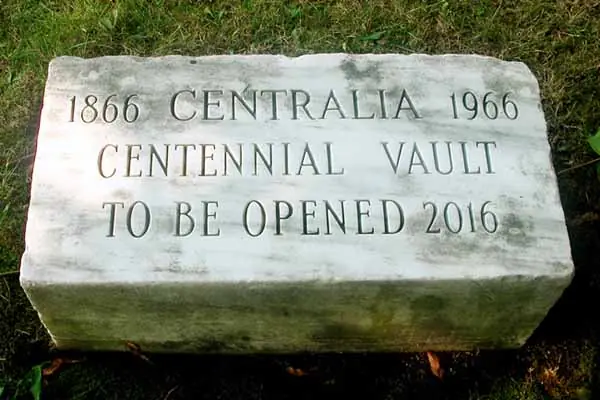 1866 CENTRALIA 1966
CENTENNIAL VAULT
TO BE OPENED 2016